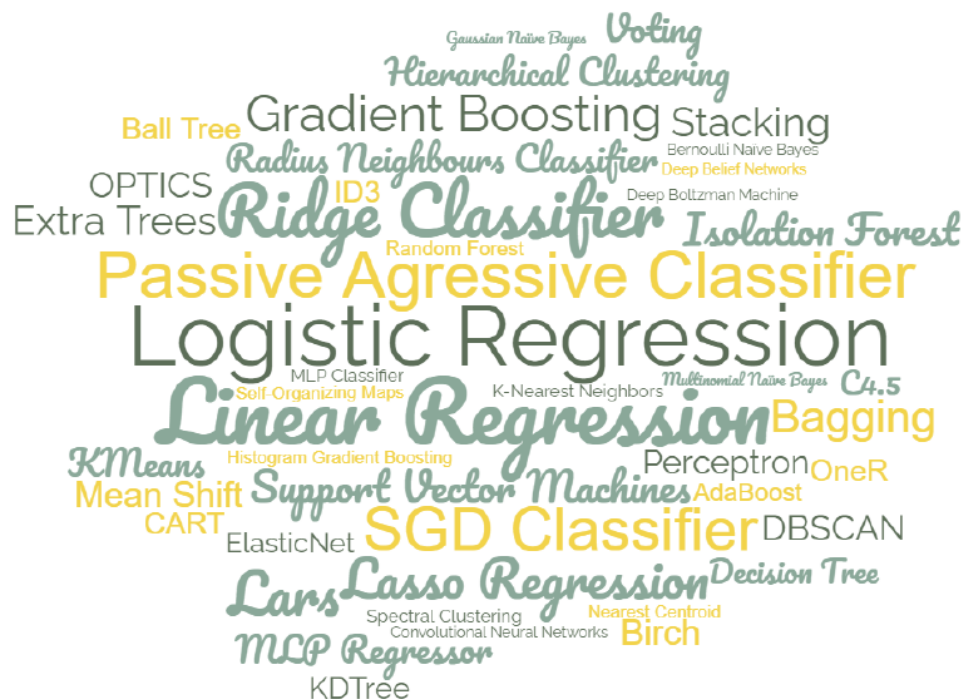 Gaussian Naïve Bayes
Voting
Hierarchical Clustering
Gradient Boosting
Stacking
Ball Tree
Bernoulli Naïve Bayes
Radius Neighbours Classifier
Deep Belief Networks
OPTICS
ID3
Deep Boltzman Machine
Extra Trees
Ridge Classifier
Isolation Forest
Random Forest
Passive Agressive Classifier
Logistic Regression
MLP Classifier
Multinomial Naïve Bayes
C4.5
Self-Organizing Maps
K-Nearest Neighbors
Linear Regression
Bagging
KMeans
Histogram Gradient Boosting
Perceptron
OneR
Mean Shift
Support Vector Machines
AdaBoost
CART
SGD Classifier
DBSCAN
ElasticNet
Lars
Lasso Regression
Decision Tree
Spectral Clustering
Nearest Centroid
Convolutional Neural Networks
Birch
MLP Regressor
KDTree